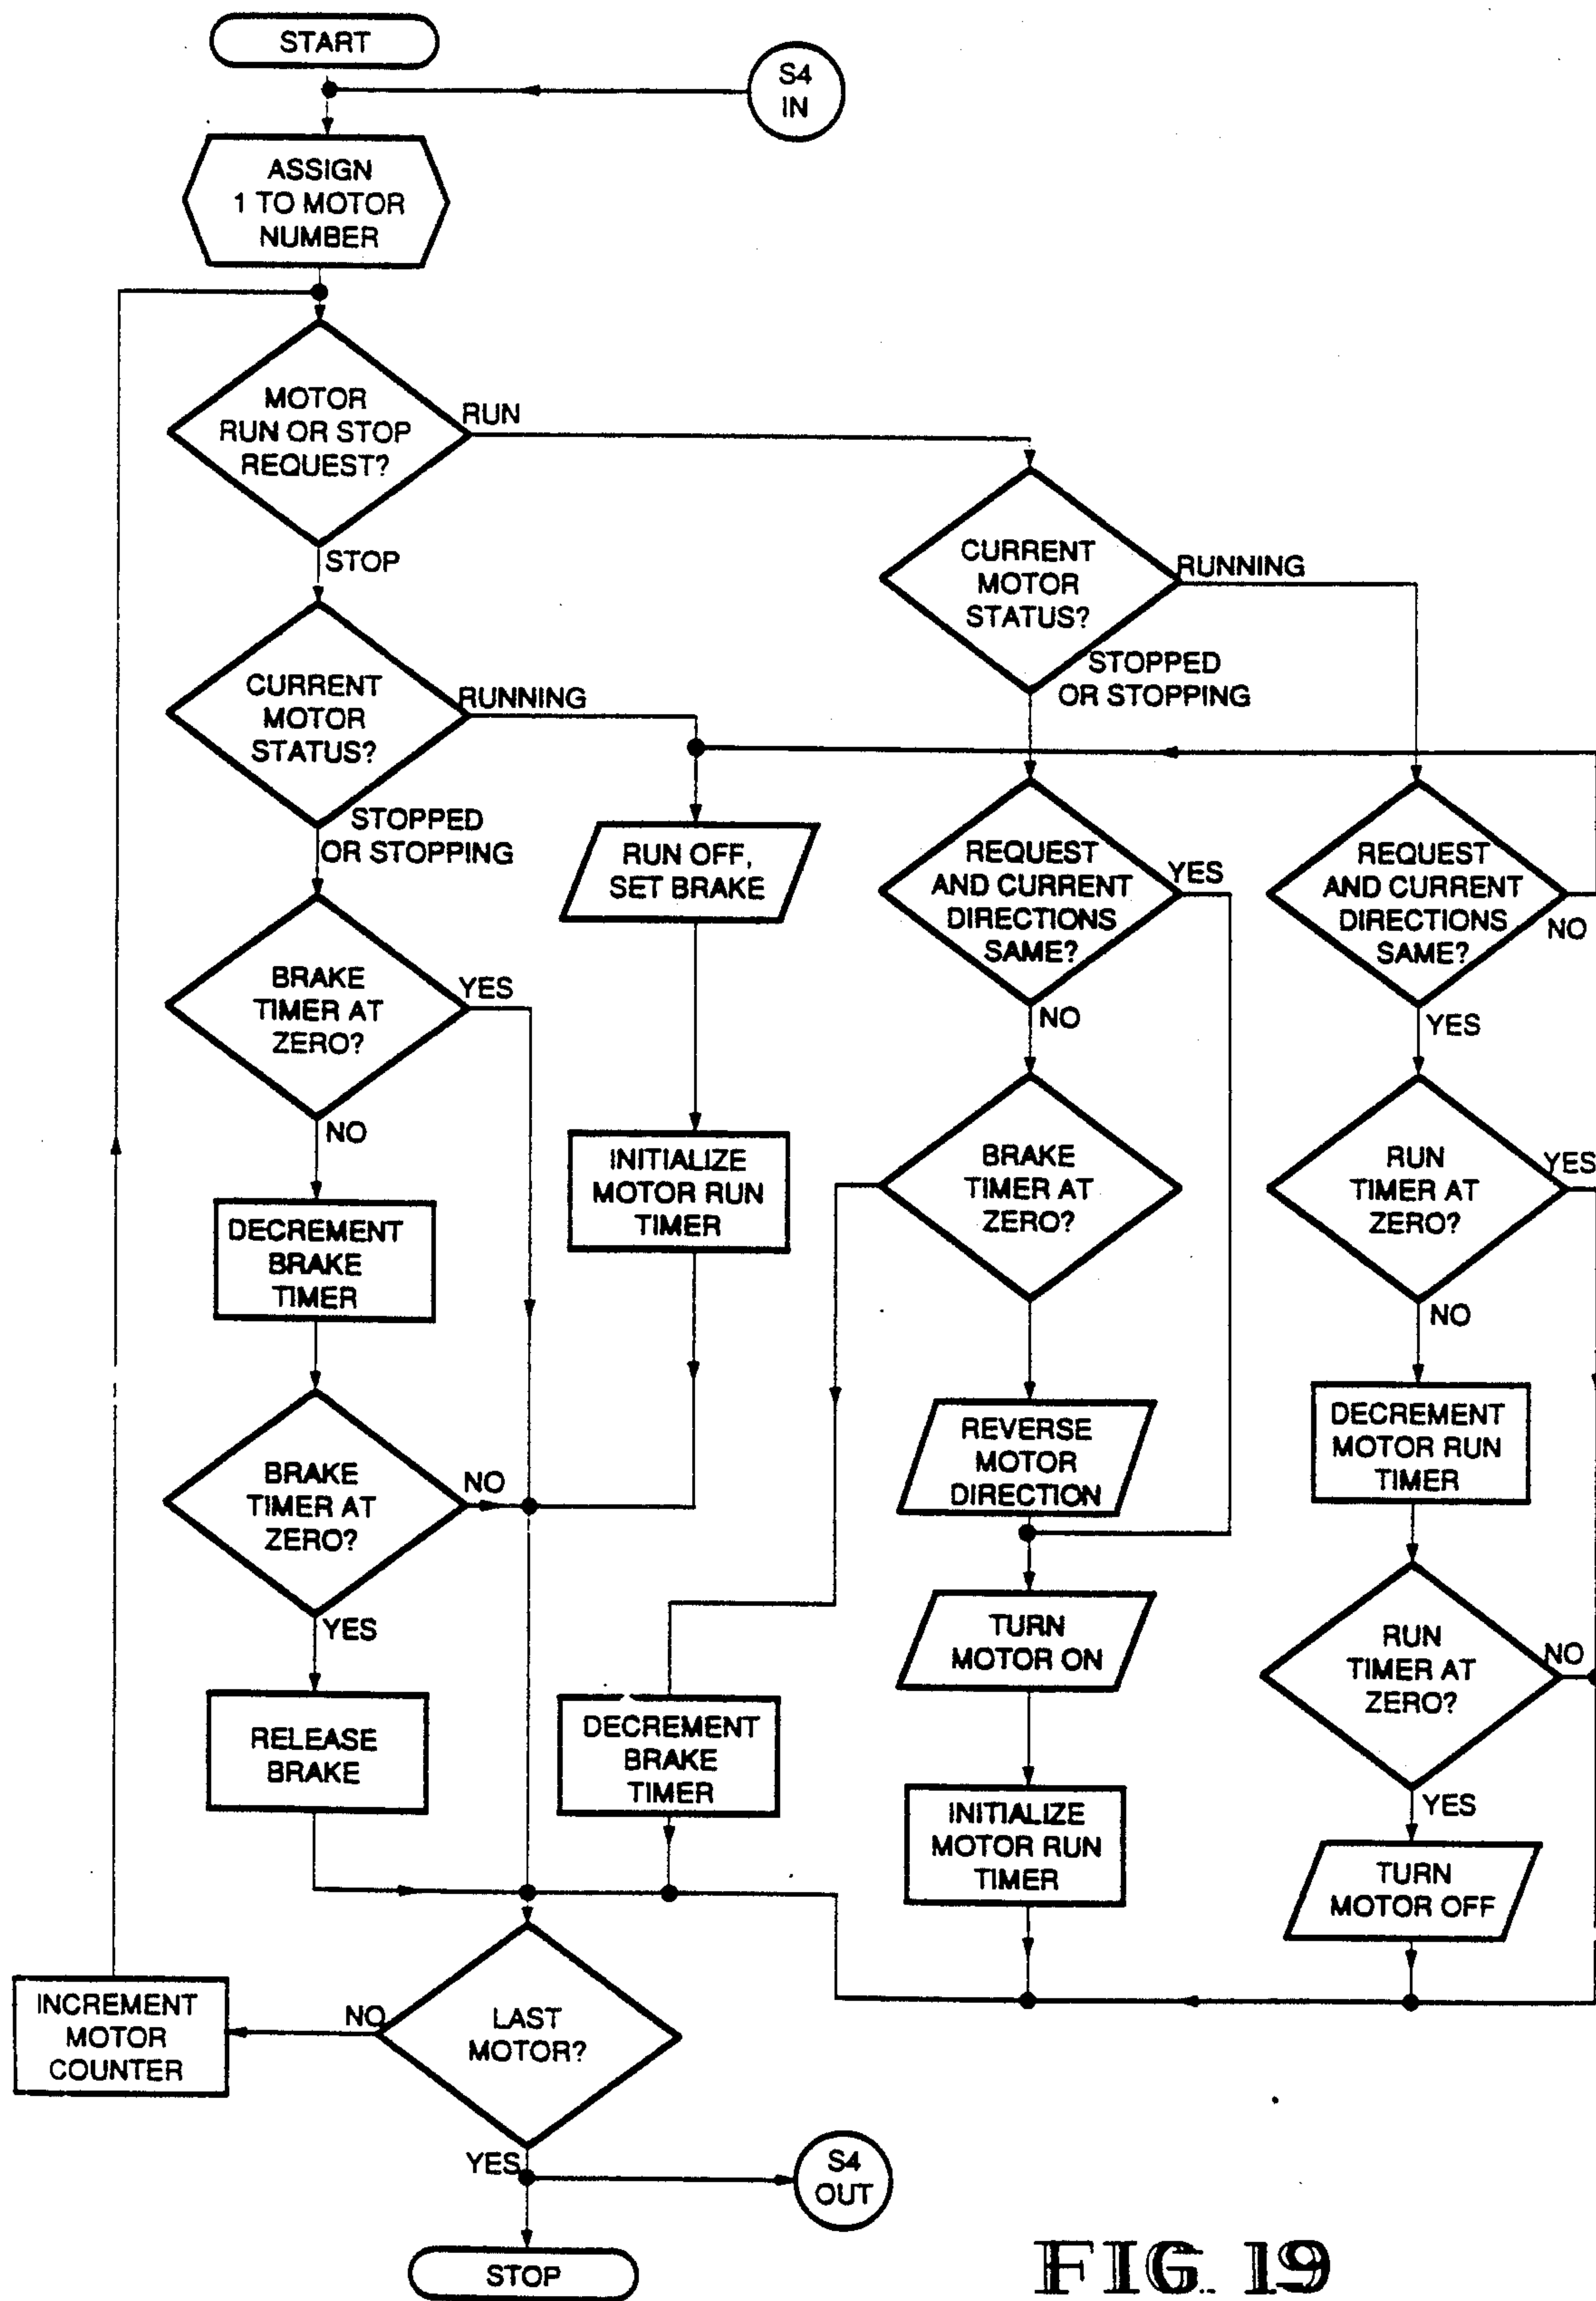 START
S4
IN
ASSIGN
1 TO MOTOR
NUMBER
MOTOR
RUN OR STOP
REQUEST?
RUN
STOP
CURRENT
MOTOR
STATUS?
RUNNING
STOPPED
OR STOPPING
CURRENT
MOTOR
STATUS?
RUNNING
STOPPED
OR STOPPING
RUN OFF,
SET BRAKE
REQUEST
AND CURRENT
DIRECTIONS
SAME?
YES
NO
REQUEST
AND CURRENT
DIRECTIONS
SAME?
NO
YES
BRAKE
TIMER AT
ZERO?
YES
NO
INITIALIZE
MOTOR RUN
TIMER
BRAKE
TIMER AT
ZERO?
RUN
TIMER AT
ZERO?
YES
NO
DECREMENT
BRAKE
TIMER
REVERSE
MOTOR
DIRECTION
DECREMENT
MOTOR RUN
TIMER
BRAKE
TIMER AT
ZERO?
NO
YES
TURN
MOTOR ON
RUN
TIMER AT
ZERO?
NO
YES
RELEASE
BRAKE
DECREMENT
BRAKE
TIMER
INITIALIZE
MOTOR RUN
TIMER
TURN
MOTOR OFF
INCREMENT
MOTOR
COUNTER
NO
LAST
MOTOR?
YES
S4
OUT
STOP
FIG. 19